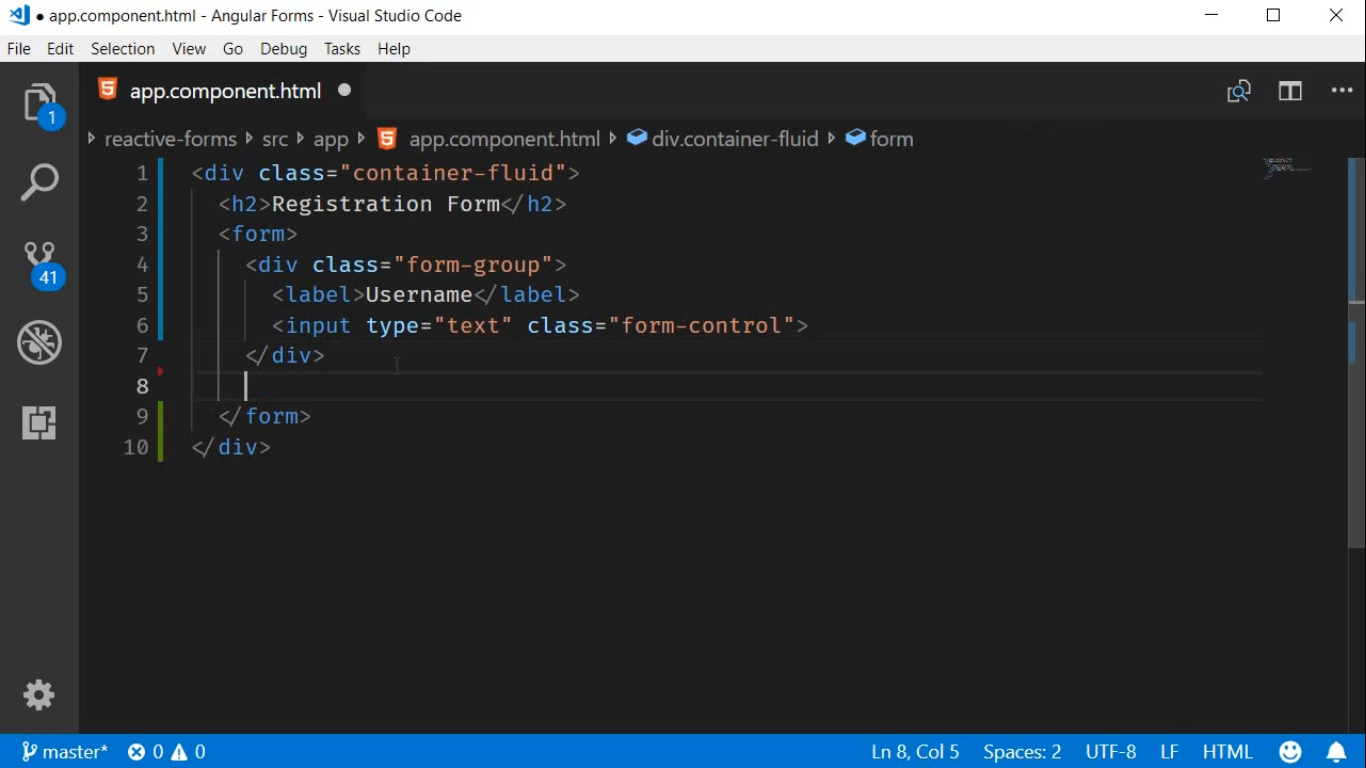 ● app.component.html - Angular Forms - Visual Studio Code
File Edit Selection View Go Debug Tasks Help
app.component.html
reactive-forms src app app.component.html div.container-fluid form
1 <div class="container-fluid">
2 <h2>Registration Form</h2>
3 <form>
4 <div class="form-group">
5 <label>Username</label>
6 <input type="text" class="form-control">
7 </div>
8
9 </form>
10 </div>
1
41
master* 0 0 Ln 8, Col 5 Spaces: 2 UTF-8 LF HTML